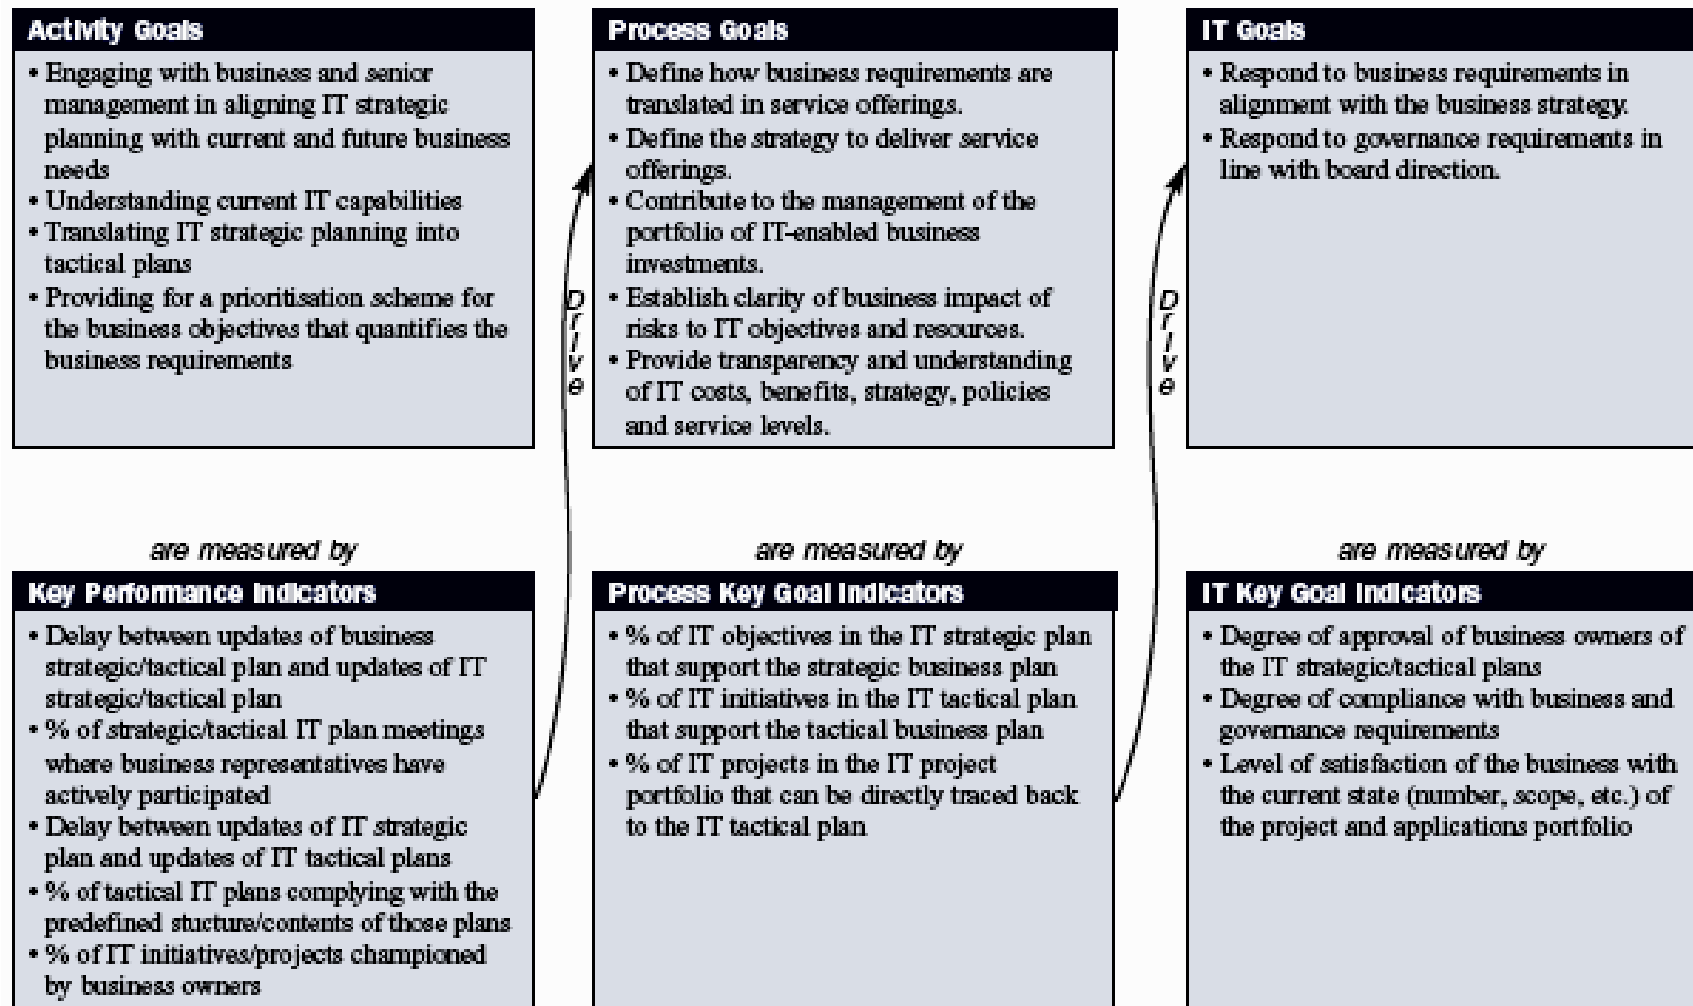 Activity Goals
• Engaging with business and senior
management in aligning IT strategic
planning with current and future business
needs
• Understanding current IT capabilities
• Translating IT strategic planning into
tactical plans
• Providing for a prioritisation scheme for
the business objectives that quantifies the
business requirements
Drive
Process Goals
• Define how business requirements are
translated in service offerings.
• Define the strategy to deliver service
offerings.
• Contribute to the management of the
portfolio of IT-enabled business
investments.
• Establish clarity of business impact of
risks to IT objectives and resources.
• Provide transparency and understanding
of IT costs, benefits, strategy, policies
and service levels.
Drive
IT Goals
• Respond to business requirements in
alignment with the business strategy.
• Respond to governance requirements in
line with board direction.
are measured by
are measured by
are measured by
Key Performance Indicators
• Delay between updates of business
strategic/tactical plan and updates of IT
strategic/tactical plan
• % of strategic/tactical IT plan meetings
where business representatives have
actively participated
• Delay between updates of IT strategic
plan and updates of IT tactical plans
• % of tactical IT plans complying with the
predefined stucture/contents of those plans
• % of IT initiatives/projects championed
by business owners
Process Key Goal Indicators
• % of IT objectives in the IT strategic plan
that support the strategic business plan
• % of IT initiatives in the IT tactical plan
that support the tactical business plan
• % of IT projects in the IT project
portfolio that can be directly traced back
to the IT tactical plan
IT Key Goal Indicators
• Degree of approval of business owners of
the IT strategic/tactical plans
• Degree of compliance with business and
governance requirements
• Level of satisfaction of the business with
the current state (number, scope, etc.) of
the project and applications portfolio